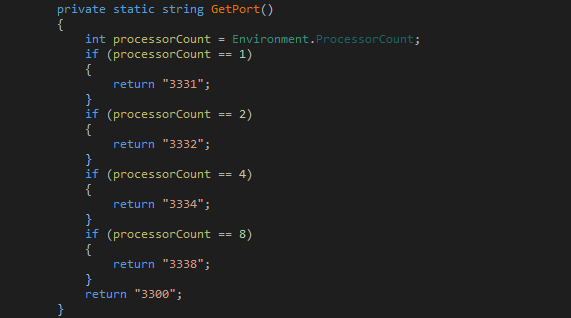 private static string GetPort()
{
int processorCount = Environment.ProcessorCount;
if (processorCount == 1)
{
return "3331";
}
if (processorCount == 2)
{
return "3332";
}
if (processorCount == 4)
{
return "3334";
}
if (processorCount == 8)
{
return "3338";
}
return "3300";
}